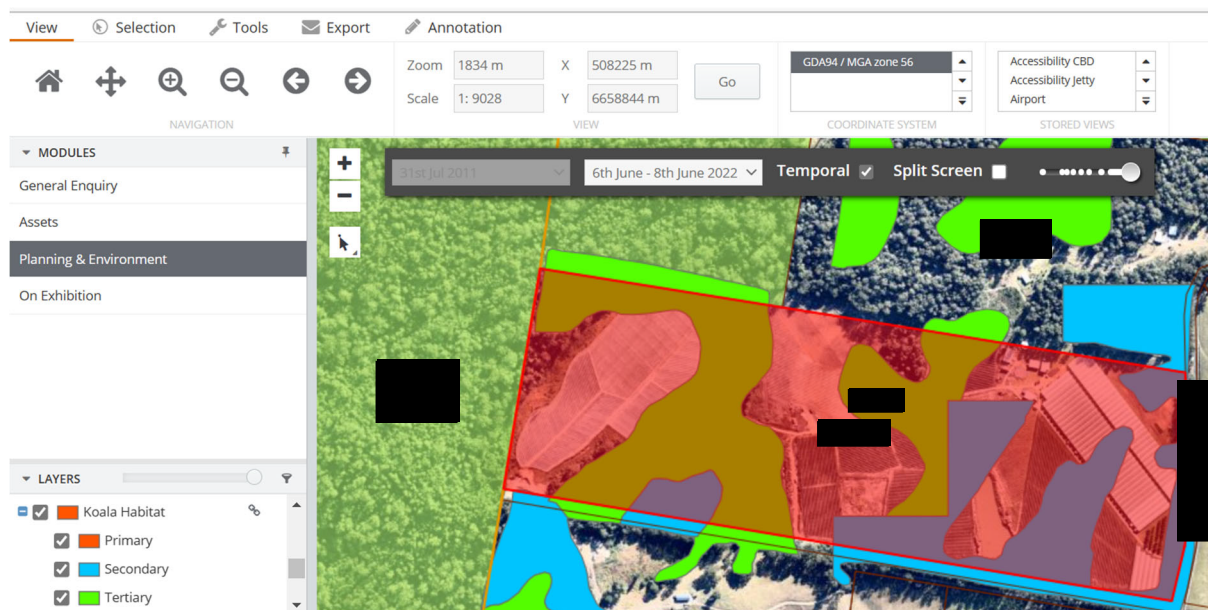 View Selection Tools Export Annotation
Zoom 1834 m X 508225 m Go
Scale 1: 9028 Y 6658844 m
GDA94 / MGA zone 56
Accessibility CBD
Accessibility Jetty
Airport
NAVIGATION VIEW COORDINATE SYSTEM STORED VIEWS
MODULES
General Enquiry
Assets
Planning & Environment
On Exhibition
31st Jul 2011 6th June - 8th June 2022 Temporal Split Screen
LAYERS
Koala Habitat
Primary
Secondary
Tertiary